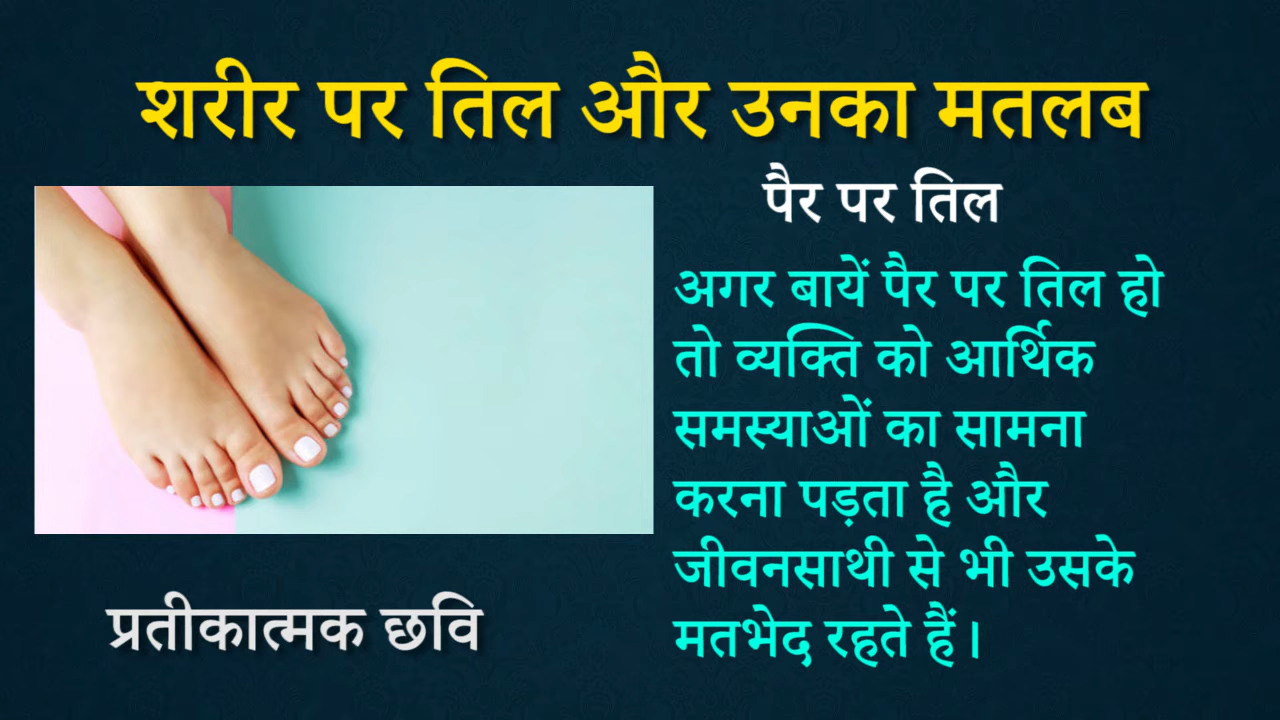 शरीर पर तिल और उनका मतलब
पैर पर तिल
अगर बायें पैर पर तिल हो
तो व्यक्ति को आर्थिक
समस्याओं का सामना
करना पड़ता है और
जीवनसाथी से भी उसके
मतभेद रहते हैं।
प्रतीकात्मक छवि